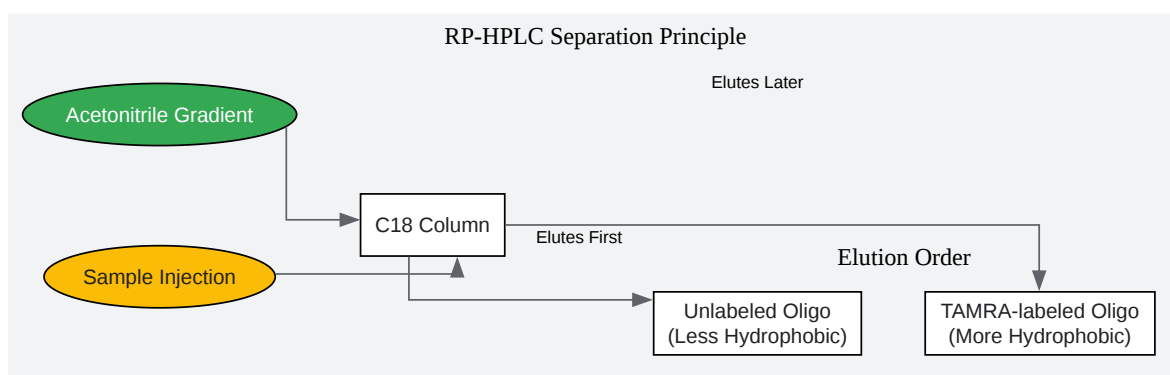 RP-HPLC Separation Principle
Elutes Later
Acetonitrile Gradient
C18 Column
Elutes First
Elution Order
Sample Injection
Unlabeled Oligo
(Less Hydrophobic)
TAMRA-labeled Oligo
(More Hydrophobic)